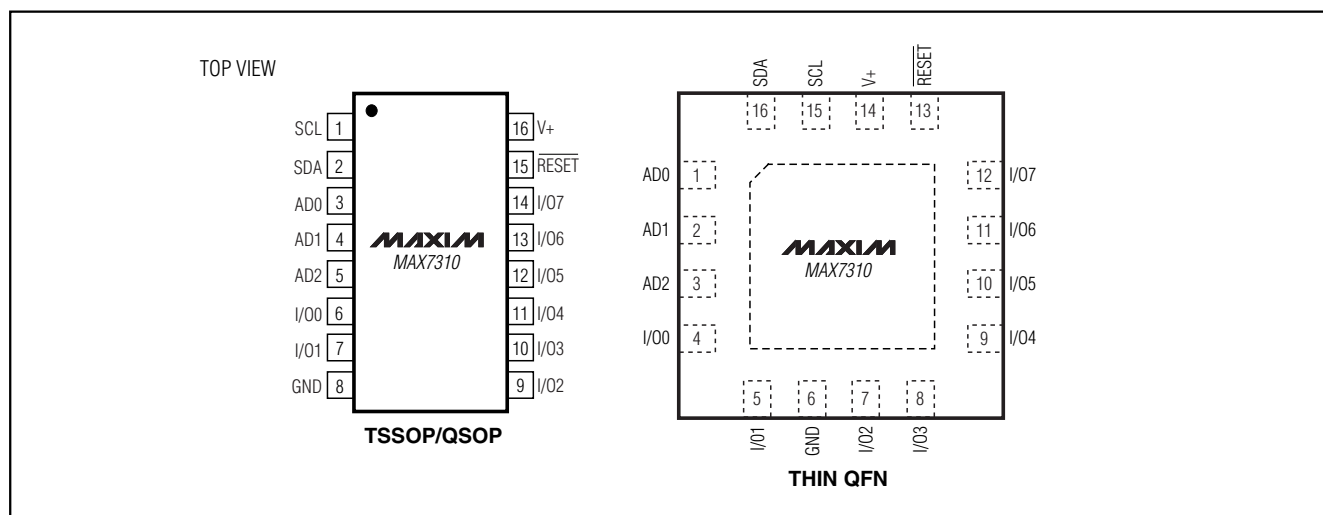 TOP VIEW
SCL 1
SDA 2
AD0 3
AD1 4
AD2 5
I/O0 6
I/O1 7
GND 8
16 V+
15 RESET
14 I/O7
13 I/O6
12 I/O5
11 I/O4
10 I/O3
9 I/O2
MAXIM
MAX7310
TSSOP/QSOP
SDA
SCL
V+
RESET
16
15
14
13
AD0 1
AD1 2
AD2 3
I/O0 4
12 I/O7
11 I/O6
10 I/O5
9 I/O4
MAXIM
MAX7310
5
6
7
8
I/O1
GND
I/O2
I/O3
THIN QFN